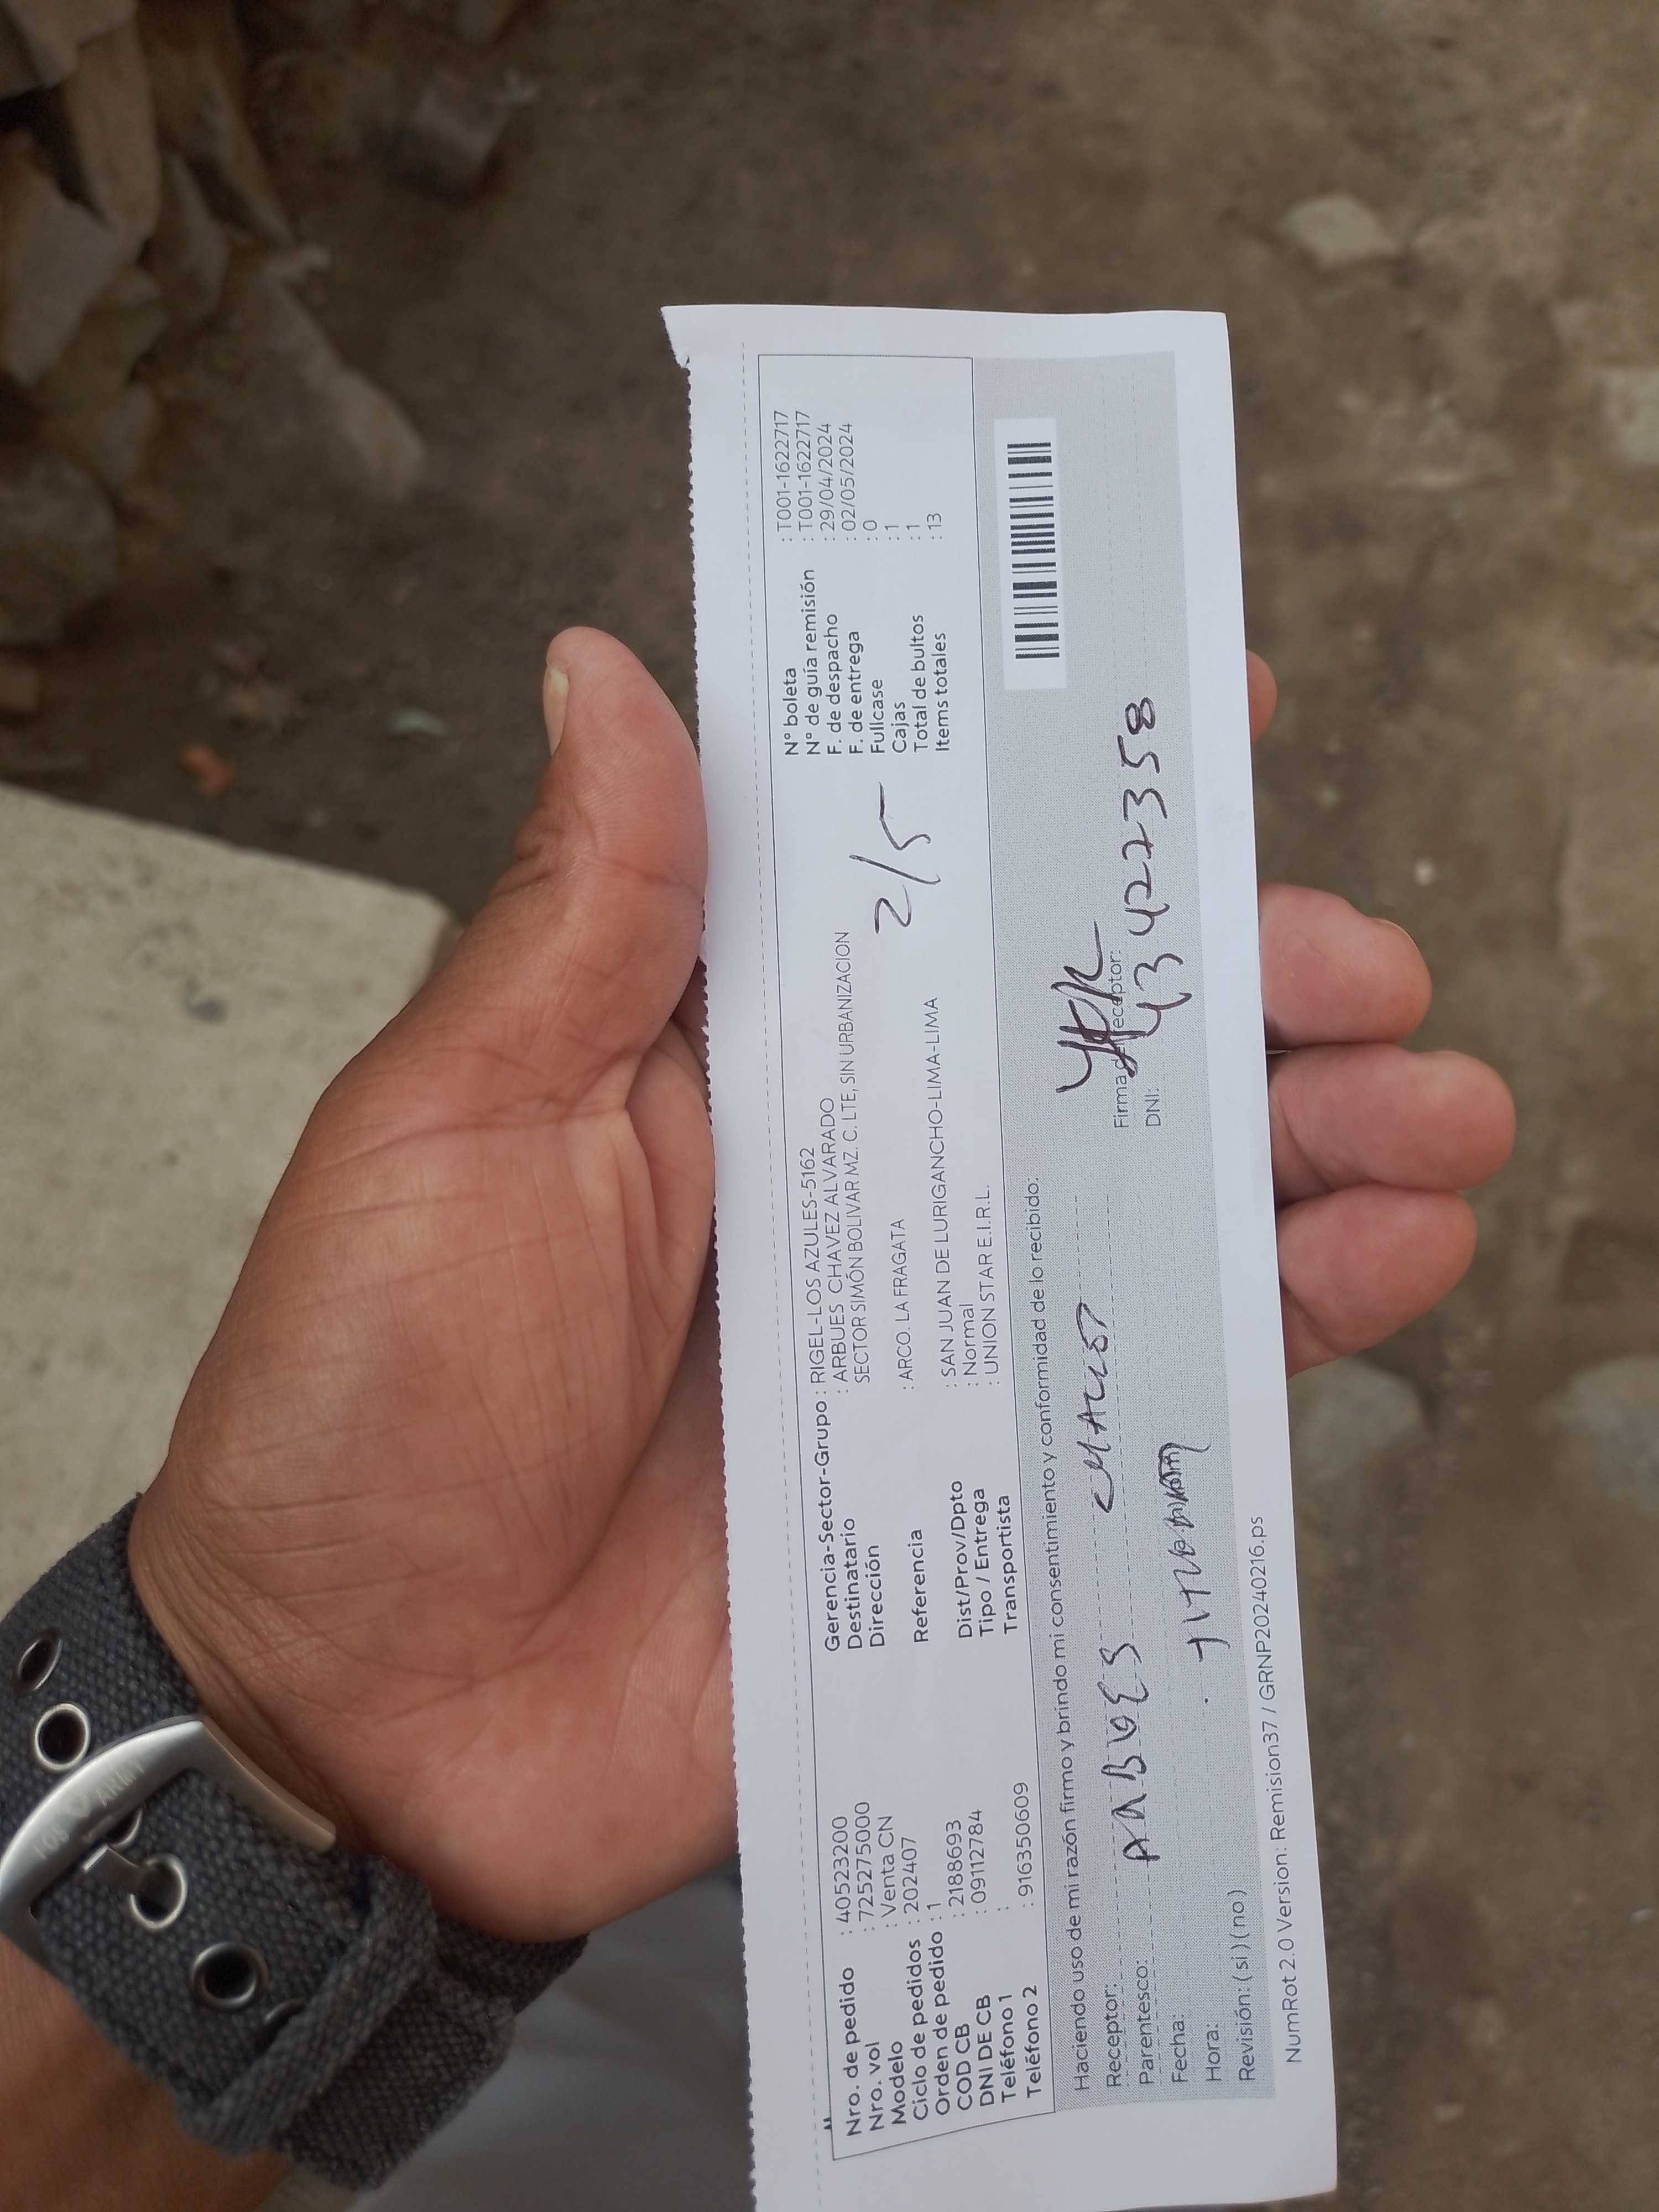 Nro. de pedido : 40523200
Nro. vol : 7252275000
Modelo : Venta CN
Ciclo de pedidos : 202407
Orden de pedido : 1
COD CB : 2188693
DNI DE CB : 09112784
Teléfono 1 :
Teléfono 2 : 916350609
Gerencia-Sector-Grupo : RIGEL-LOS AZULES-5162
Destinatario : ARBUES CHAVEZ ALVARADO
Dirección SECTOR SIMÓN BOLIVAR MZ. C. LTE, SIN URBANIZACION
Referencia : ARCO. LA FRAGATA
Dist/Prov/Dpto : SAN JUAN DE LURIGANCHO-LIMA-LIMA
Tipo / Entrega : Normal
Transportista : UNION STAR E.I.R.L.
2/5
N° boleta : T001-1622717
N° de guía remisión : T001-1622717
F. de despacho : 29/04/2024
F. de entrega : 02/05/2024
Fullcase : 0
Cajas : 1
Total de bultos : 1
Items totales : 13
Haciendo uso de mi razón firmo y brindo mi consentimiento y conformidad de lo recibido:
Receptor:
Parentesco:
Fecha:
Hora:
Revisión: (si) (no)
Firma receptor:
DNI: 43422358
NumRot 2.0 Version: Remision37 / GRNP20240216.ps